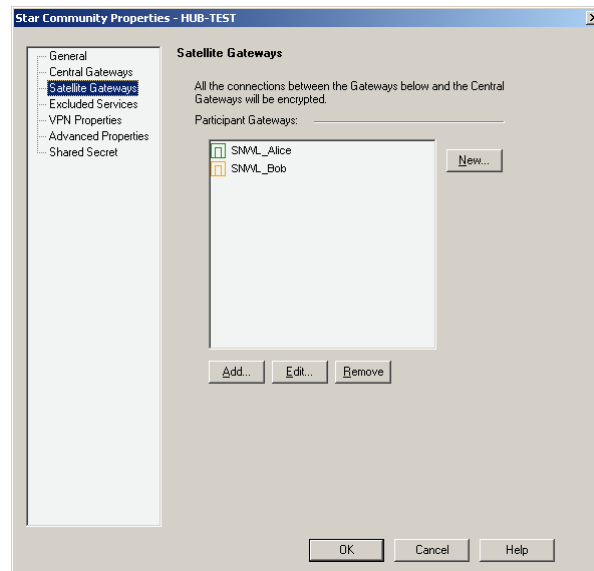 Star Community Properties - HUB-TEST
General
Central Gateways
Satellite Gateways
Excluded Services
VPN Properties
Advanced Properties
Shared Secret
Satellite Gateways
All the connections between the Gateways below and the Central
Gateways will be encrypted.
Participant Gateways:
SNWL_Alice
SNWL_Bob
New...
Add...
Edit...
Remove
OK
Cancel
Help